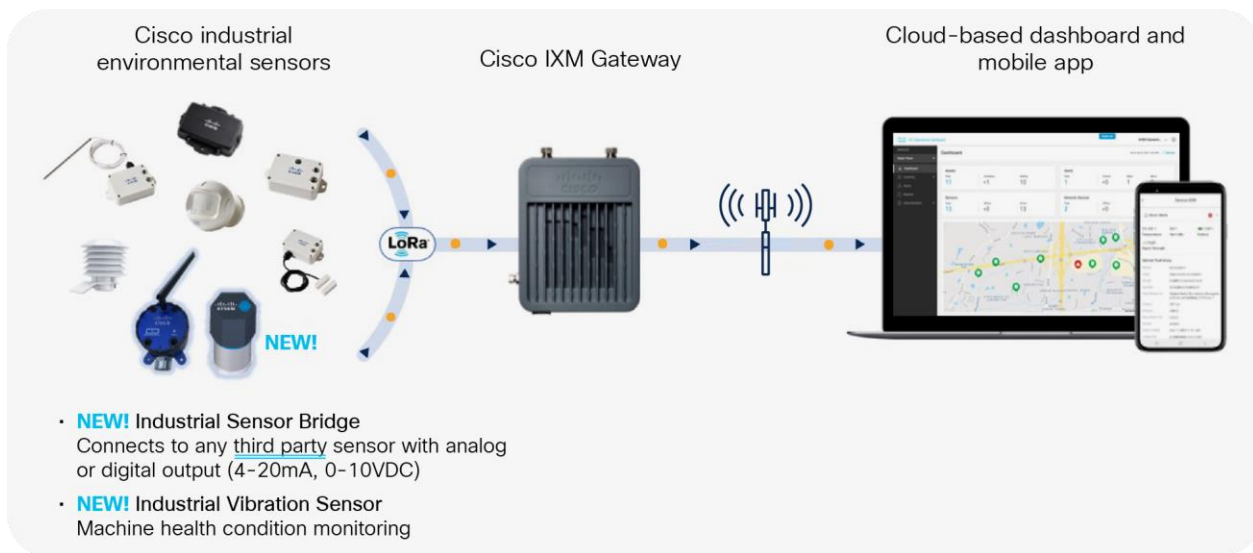 Cisco industrial
environmental sensors
Cisco IXM Gateway
Cloud-based dashboard and
mobile app
CISCO
LoRa
NEW!
Dashboard
· NEW! Industrial Sensor Bridge
Connects to any third party sensor with analog
or digital output (4-20mA, 0-10VDC)
· NEW! Industrial Vibration Sensor
Machine health condition monitoring